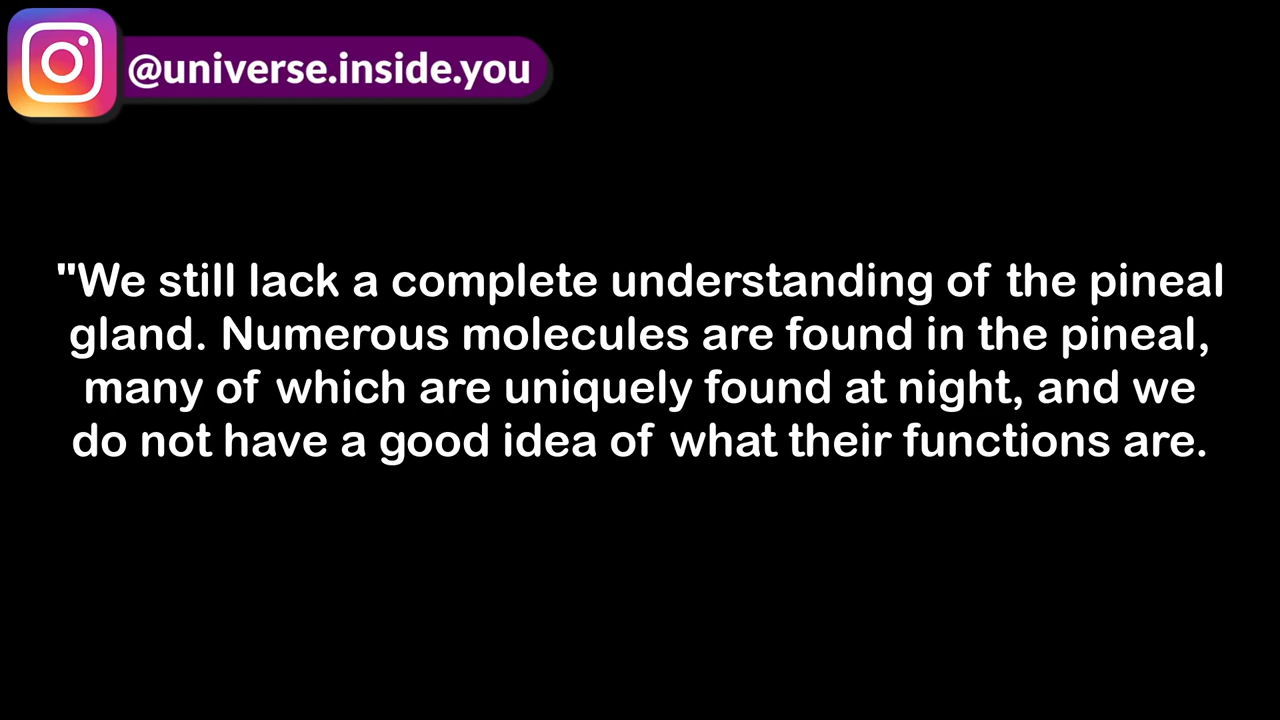 @universe.inside.you
"We still lack a complete understanding of the pineal
gland. Numerous molecules are found in the pineal,
many of which are uniquely found at night, and we
do not have a good idea of what their functions are.